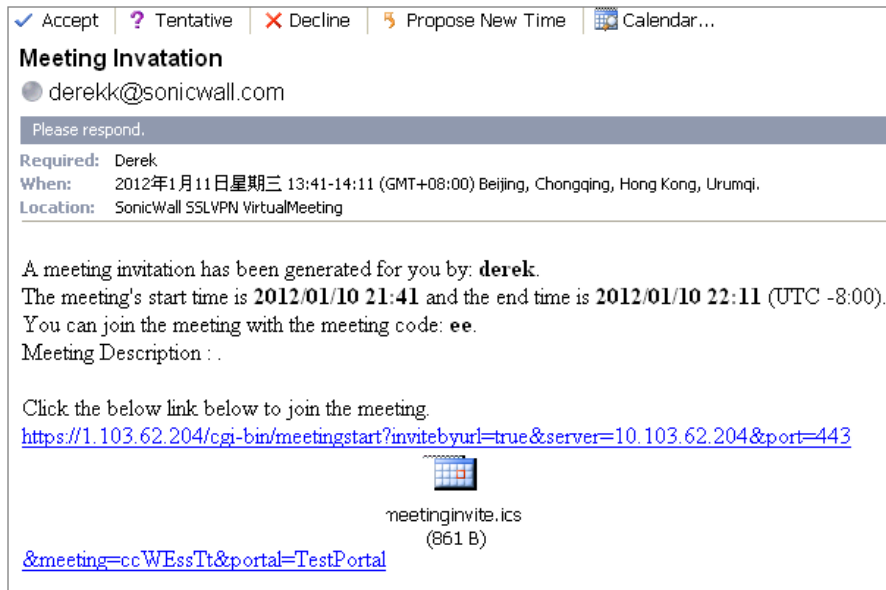 Accept ? Tentative Decline Propose New Time Calendar...
Meeting Invatation
derekk@sonicwall.com
Please respond.
Required: Derek
When: 2012年1月11日星期三 13:41-14:11 (GMT+08:00) Beijing, Chongqing, Hong Kong, Urumqi.
Location: SonicWall SSLVPN VirtualMeeting
A meeting invitation has been generated for you by: derek.
The meeting's start time is 2012/01/10 21:41 and the end time is 2012/01/10 22:11 (UTC -8:00).
You can join the meeting with the meeting code: ee.
Meeting Description : .
Click the below link below to join the meeting.
https://1.103.62.204/cgi-bin/meetingstart?invitebyurl=true&server=10.103.62.204&port=443
meetinginvite.ics
(861 B)
&meeting=ccWEssTt&portal=TestPortal